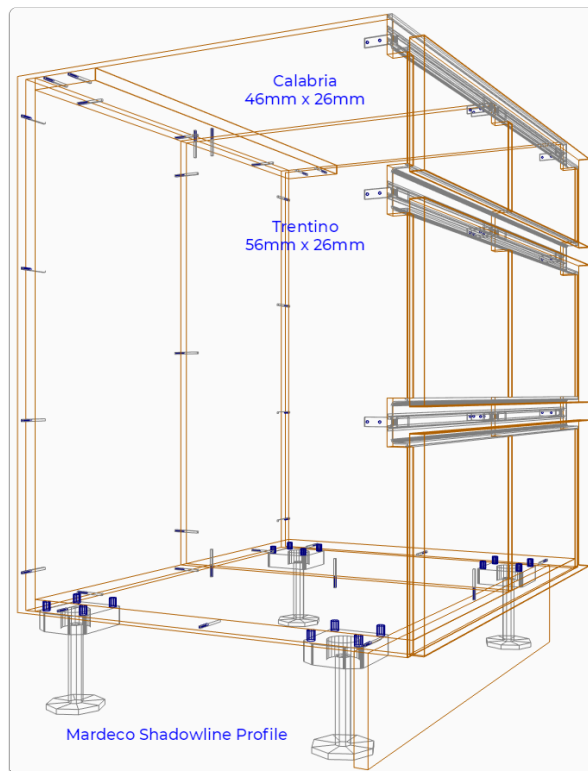 Calabria
46mm x 26mm
Trentino
56mm x 26mm
Mardeco Shadowline Profile